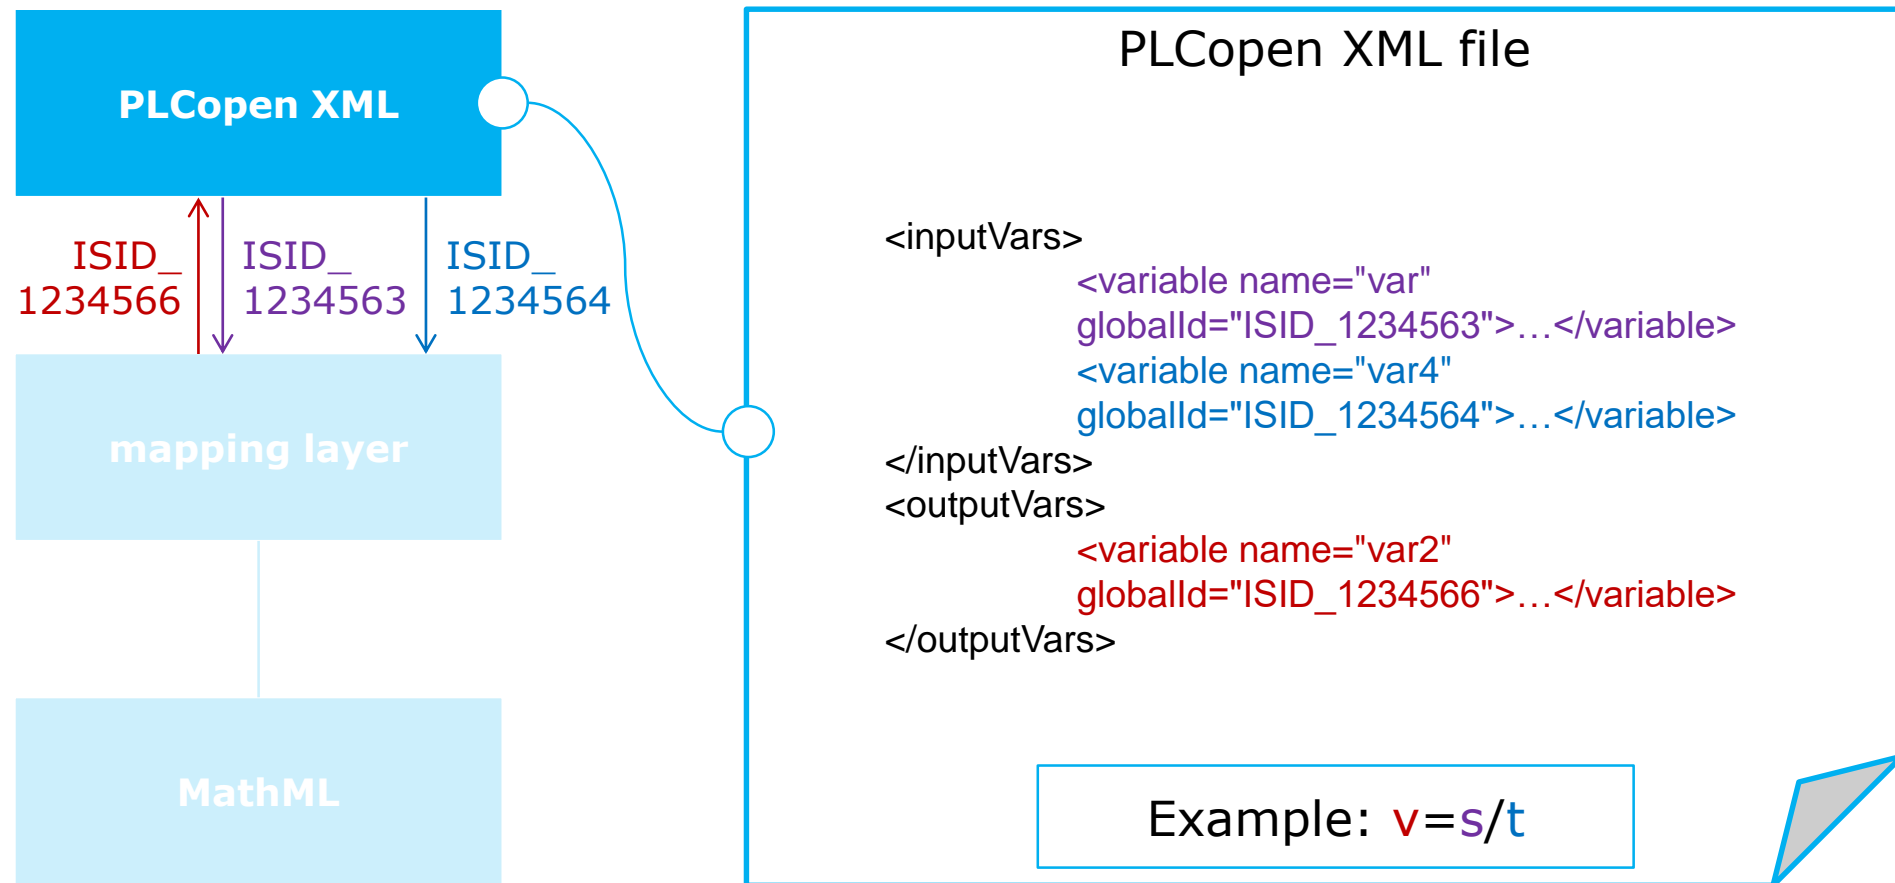 PLCopen XML
ISID_
1234566
ISID_
1234563
ISID_
1234564
mapping layer
MathML
PLCopen XML file
<inputVars>
<variable name="var"
globalId="ISID_1234563">…</variable>
<variable name="var4"
globalId="ISID_1234564">…</variable>
</inputVars>
<outputVars>
<variable name="var2"
globalId="ISID_1234566">…</variable>
</outputVars>
Example: v=s/t